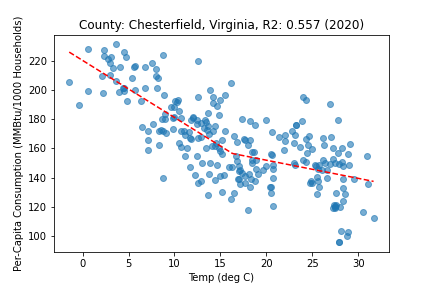 County: Chesterfield, Virginia, R2: 0.557 (2020)
Per-Capita Consumption (MMBtu/1000 Households)
220
200
180
160
140
120
100
0 5 10 15 20 25 30
Temp (deg C)